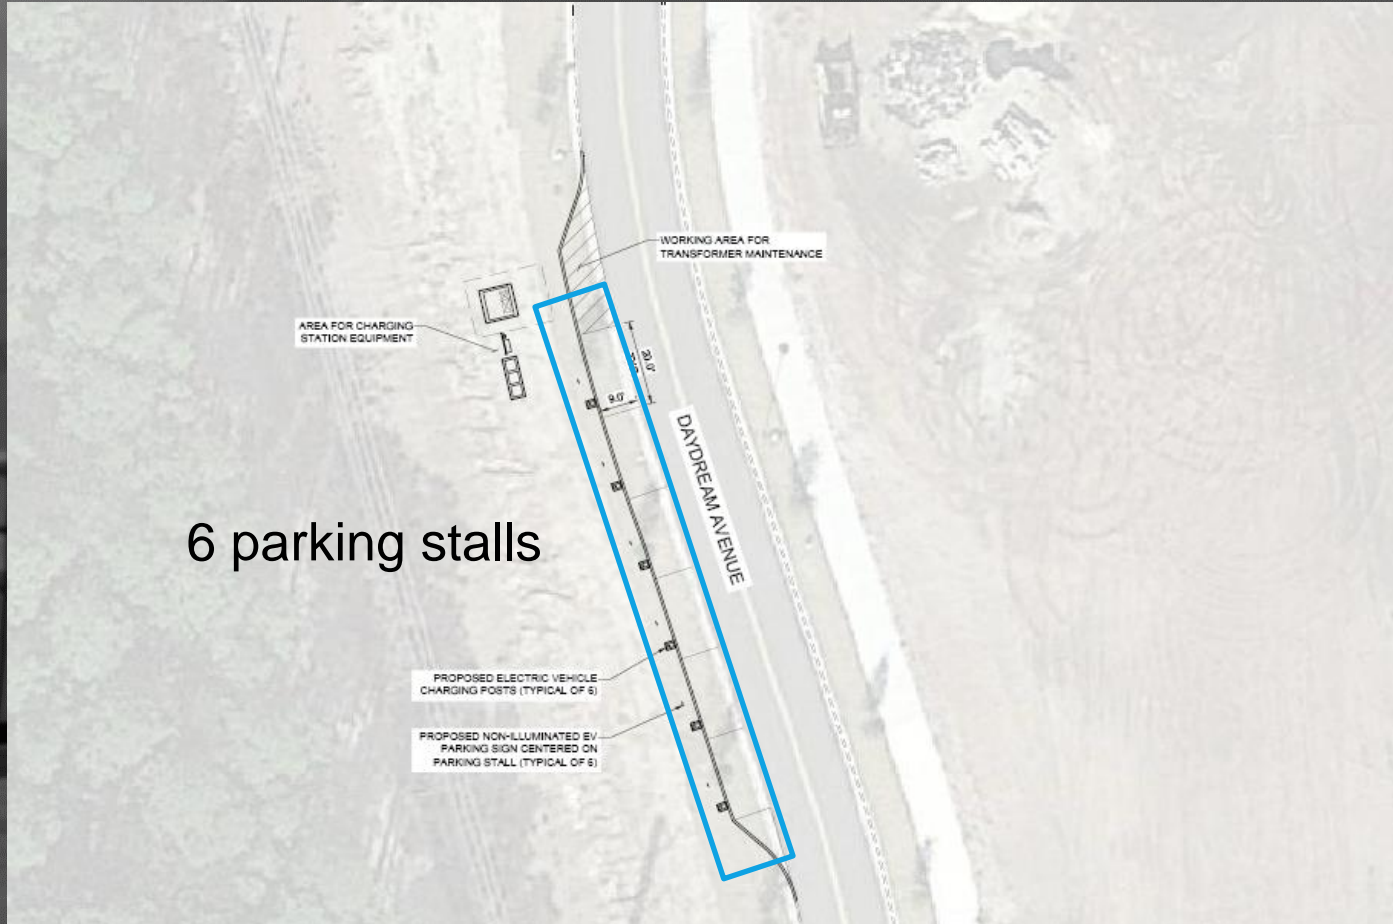 WORKING AREA FOR
TRANSFORMER MAINTENANCE
AREA FOR CHARGING
STATION EQUIPMENT
20.0'
9.0'
DAYDREAM AVENUE
6 parking stalls
PROPOSED ELECTRIC VEHICLE
CHARGING POSTS (TYPICAL OF 6)
PROPOSED NON-ILLUMINATED EV
PARKING SIGN CENTERED ON
PARKING STALL (TYPICAL OF 6)